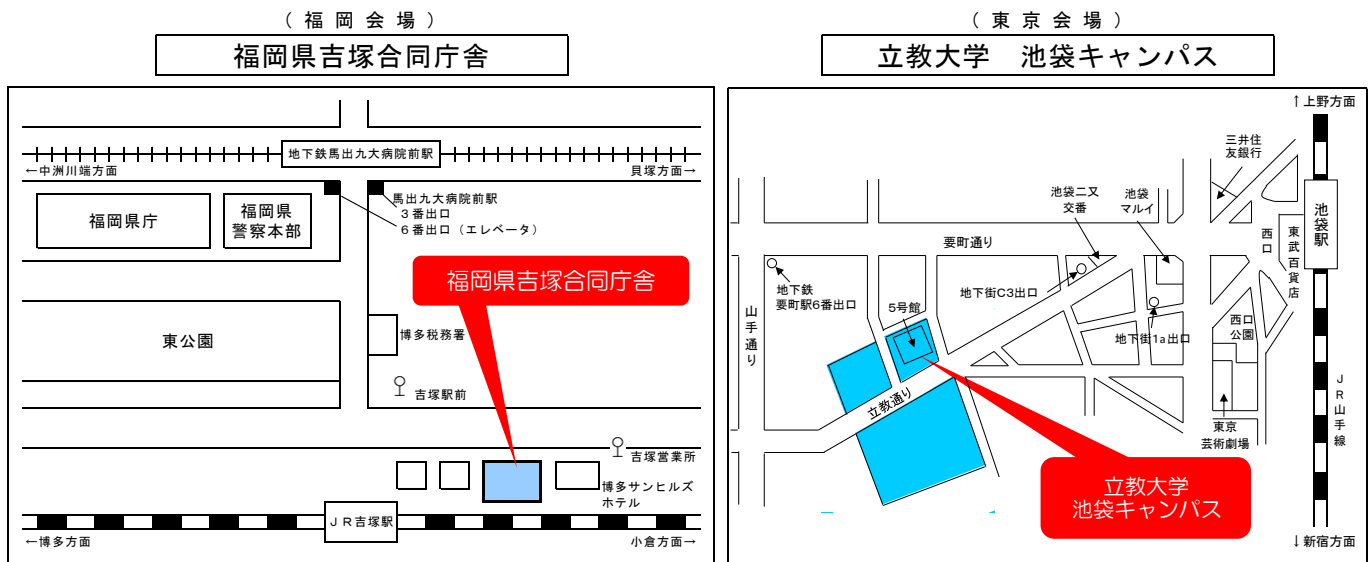 (福岡会場)
福岡県吉塚合同庁舎
地下鉄馬出九大病院前駅
←中洲川端方面
貝塚方面→
福岡県庁
福岡県
警察本部
馬出九大病院前駅
3番出口
6番出口(エレベータ)
福岡県吉塚合同庁舎
東公園
博多税務署
吉塚駅前
吉塚営業所
博多サンヒルズ
ホテル
JR吉塚駅
←博多方面
小倉方面→
(東京会場)
立教大学 池袋キャンパス
↑上野方面
三井住
友銀行
池袋二又
交番
池袋
マルイ
池袋駅
西口
東武百貨店
要町通り
地下鉄
要町駅6番出口
地下街C3出口
5号館
山手通り
地下街1a出口
西口
公園
立教通り
JR山手線
東京
芸術劇場
立教大学
池袋キャンパス
↓新宿方面